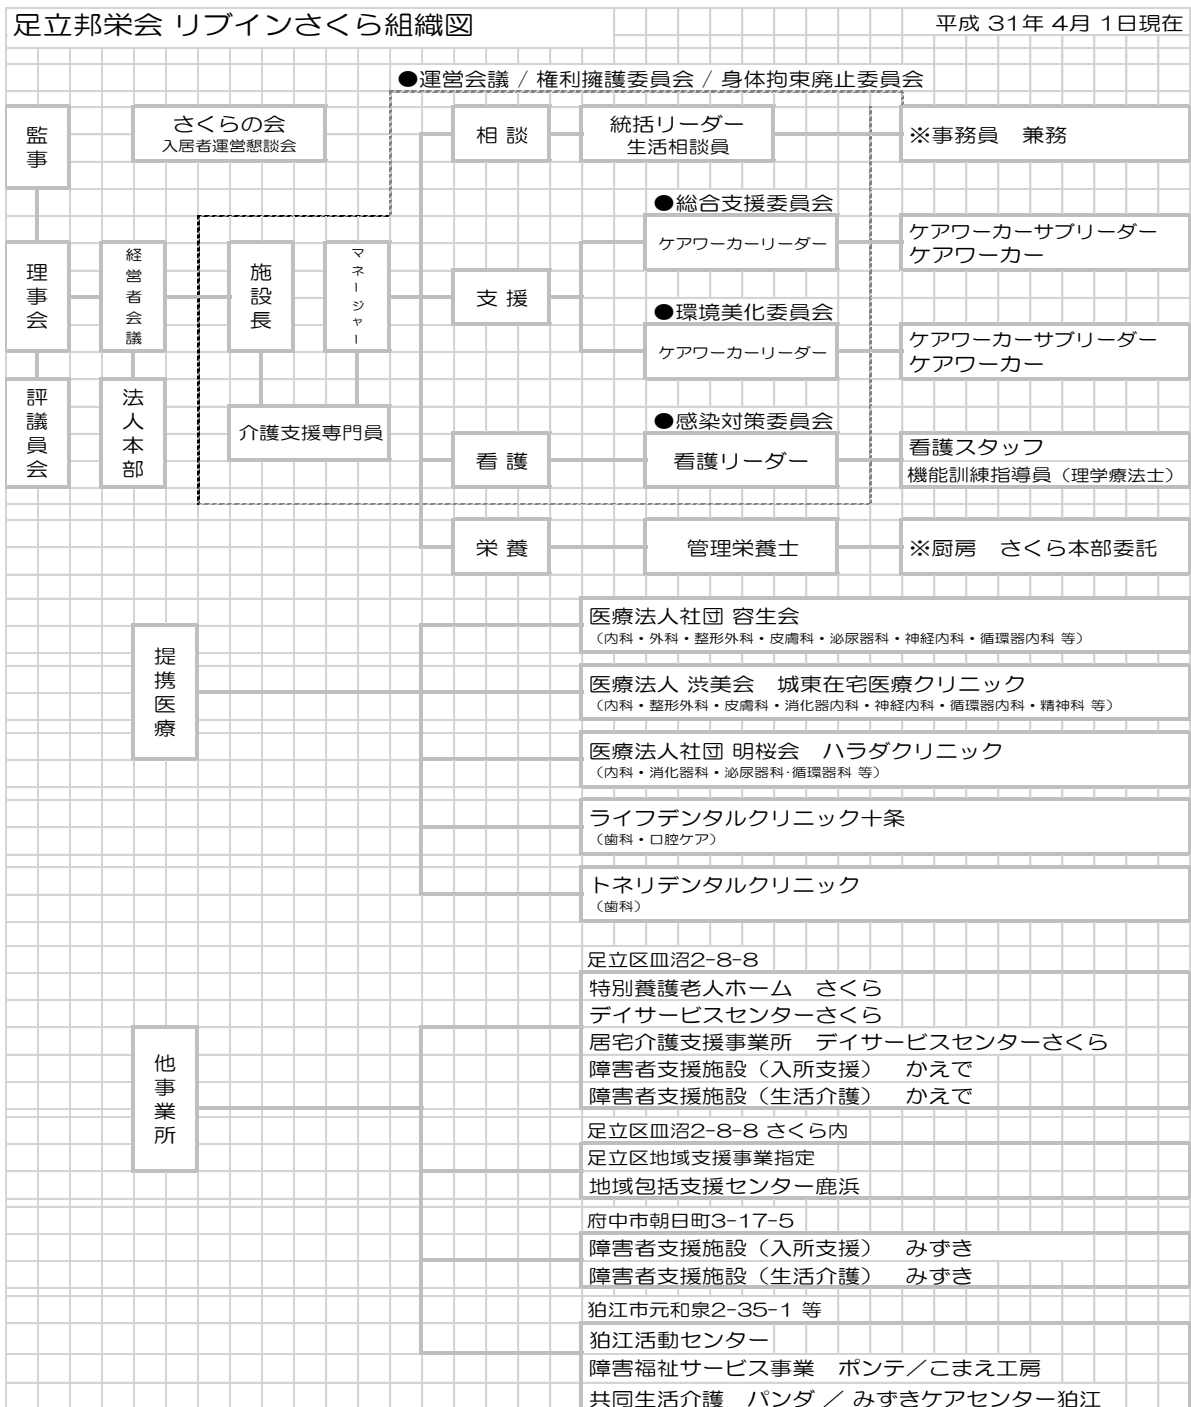 足立邦栄会 リブインさくら組織図
平成 31年 4月 1日現在
●運営会議 / 権利擁護委員会 / 身体拘束廃止委員会
監事
さくらの会
入居者運営懇談会
相 談
統括リーダー
生活相談員
※事務員　兼務
●総合支援委員会
ケアワーカーリーダー
ケアワーカーサブリーダー
ケアワーカー
理事会
経営者会議
施設長
マネージャー
支 援
●環境美化委員会
ケアワーカーリーダー
ケアワーカーサブリーダー
ケアワーカー
評議員会
法人本部
介護支援専門員
●感染対策委員会
看 護
看護リーダー
看護スタッフ
機能訓練指導員（理学療法士）
栄 養
管理栄養士
※厨房　さくら本部委託
提携医療
医療法人社団 容生会
（内科・外科・整形外科・皮膚科・泌尿器科・神経内科・循環器内科 等）
医療法人 渋美会　城東在宅医療クリニック
（内科・整形外科・皮膚科・消化器内科・神経内科・循環器内科・精神科 等）
医療法人社団 明桜会　ハラダクリニック
（内科・消化器科・泌尿器科・循環器科 等）
ライフデンタルクリニック十条
（歯科・口腔ケア）
トネリデンタルクリニック
（歯科）
他事業所
足立区皿沼2-8-8
特別養護老人ホーム　さくら
デイサービスセンターさくら
居宅介護支援事業所　デイサービスセンターさくら
障害者支援施設（入所支援）　かえで
障害者支援施設（生活介護）　かえで
足立区皿沼2-8-8 さくら内
足立区地域支援事業指定
地域包括支援センター鹿浜
府中市朝日町3-17-5
障害者支援施設（入所支援）　みずき
障害者支援施設（生活介護）　みずき
狛江市元和泉2-35-1 等
狛江活動センター
障害福祉サービス事業　ポンテ／こまえ工房
共同生活介護　パンダ ／ みずきケアセンター狛江